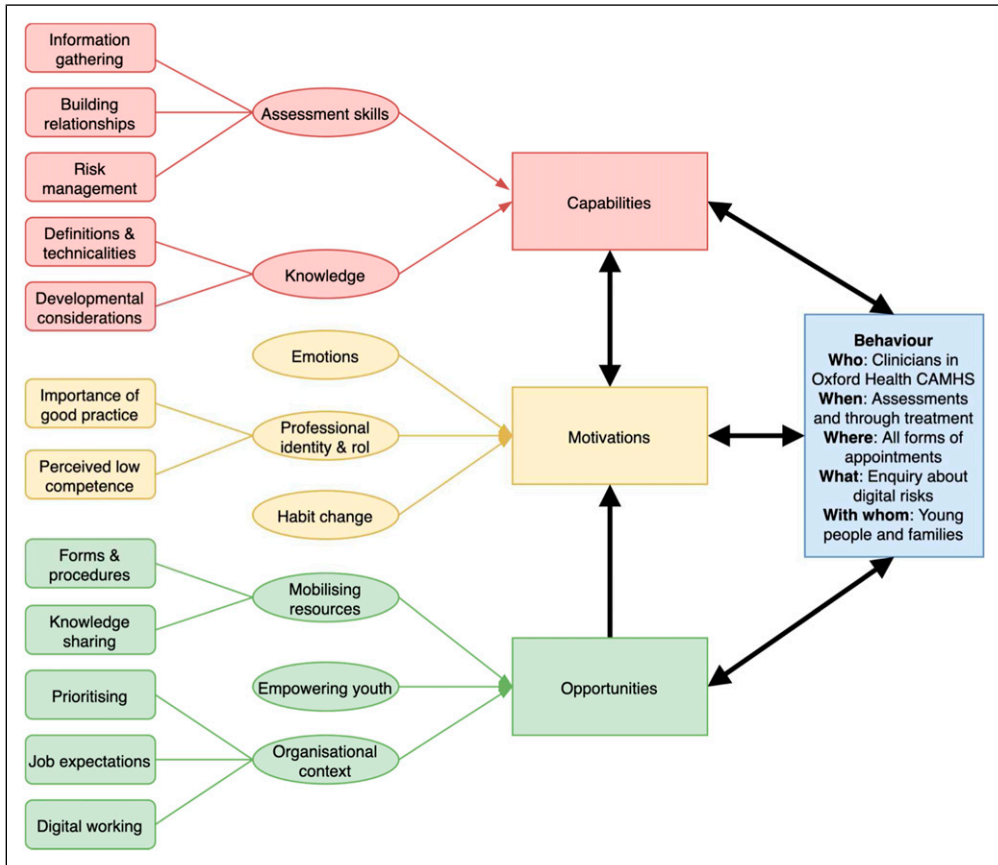 Information
gathering
Building
relationships
Risk
management
Definitions &
technicalities
Developmental
considerations
Assessment skills
Knowledge
Capabilities
Importance of
good practice
Perceived low
competence
Emotions
Professional
identity & rol
Habit change
Motivations
Forms &
procedures
Knowledge
sharing
Prioritising
Job expectations
Digital working
Mobilising
resources
Empowering youth
Organisational
context
Opportunities
Behaviour
Who: Clinicians in
Oxford Health CAMHS
When: Assessments
and through treatment
Where: All forms of
appointments
What: Enquiry about
digital risks
With whom: Young
people and families